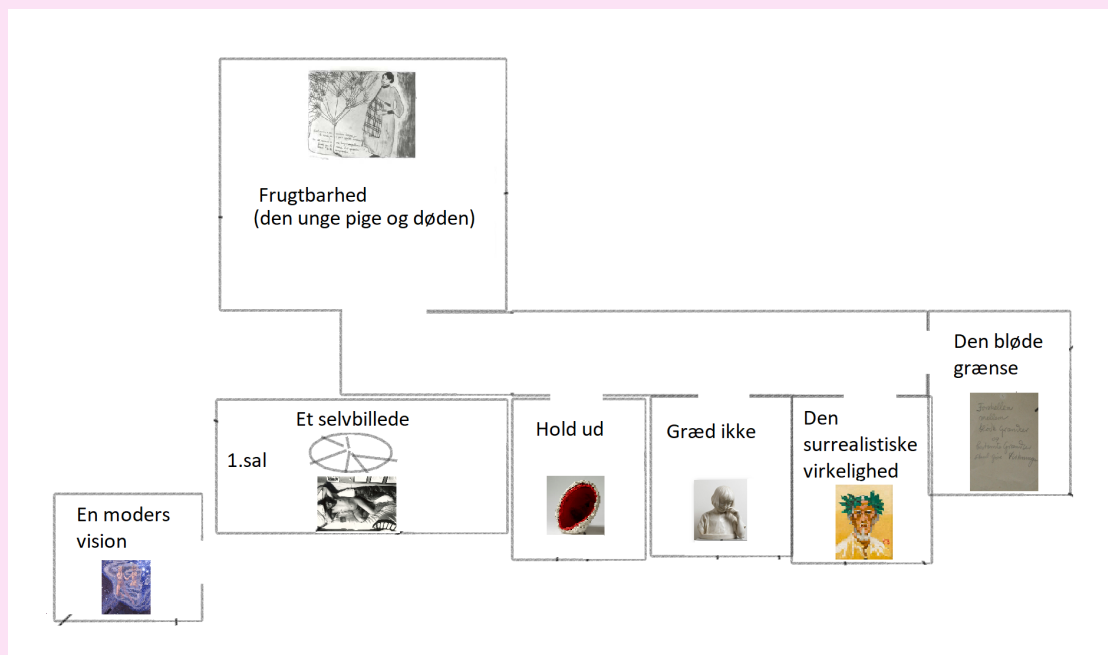 Frugtbarhed
(den unge pige og døden)
Den bløde
grænse
Et selvbillede
1.sal
Hold ud
Græd ikke
Den
surrealistiske
virkelighed
En moders
vision